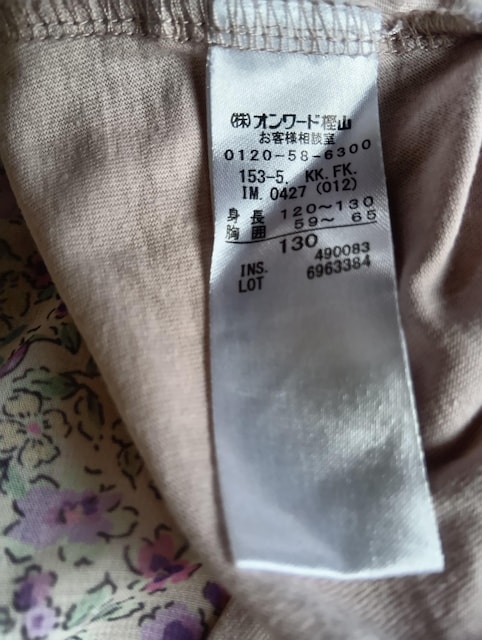 (株)オンワード樫山
お客様相談室
0120-58-6300
153-5. KK.FK.
IM. 0427 (012)
身長 120〜130
胸囲 59〜 65
130
INS. 490083
LOT 6963384